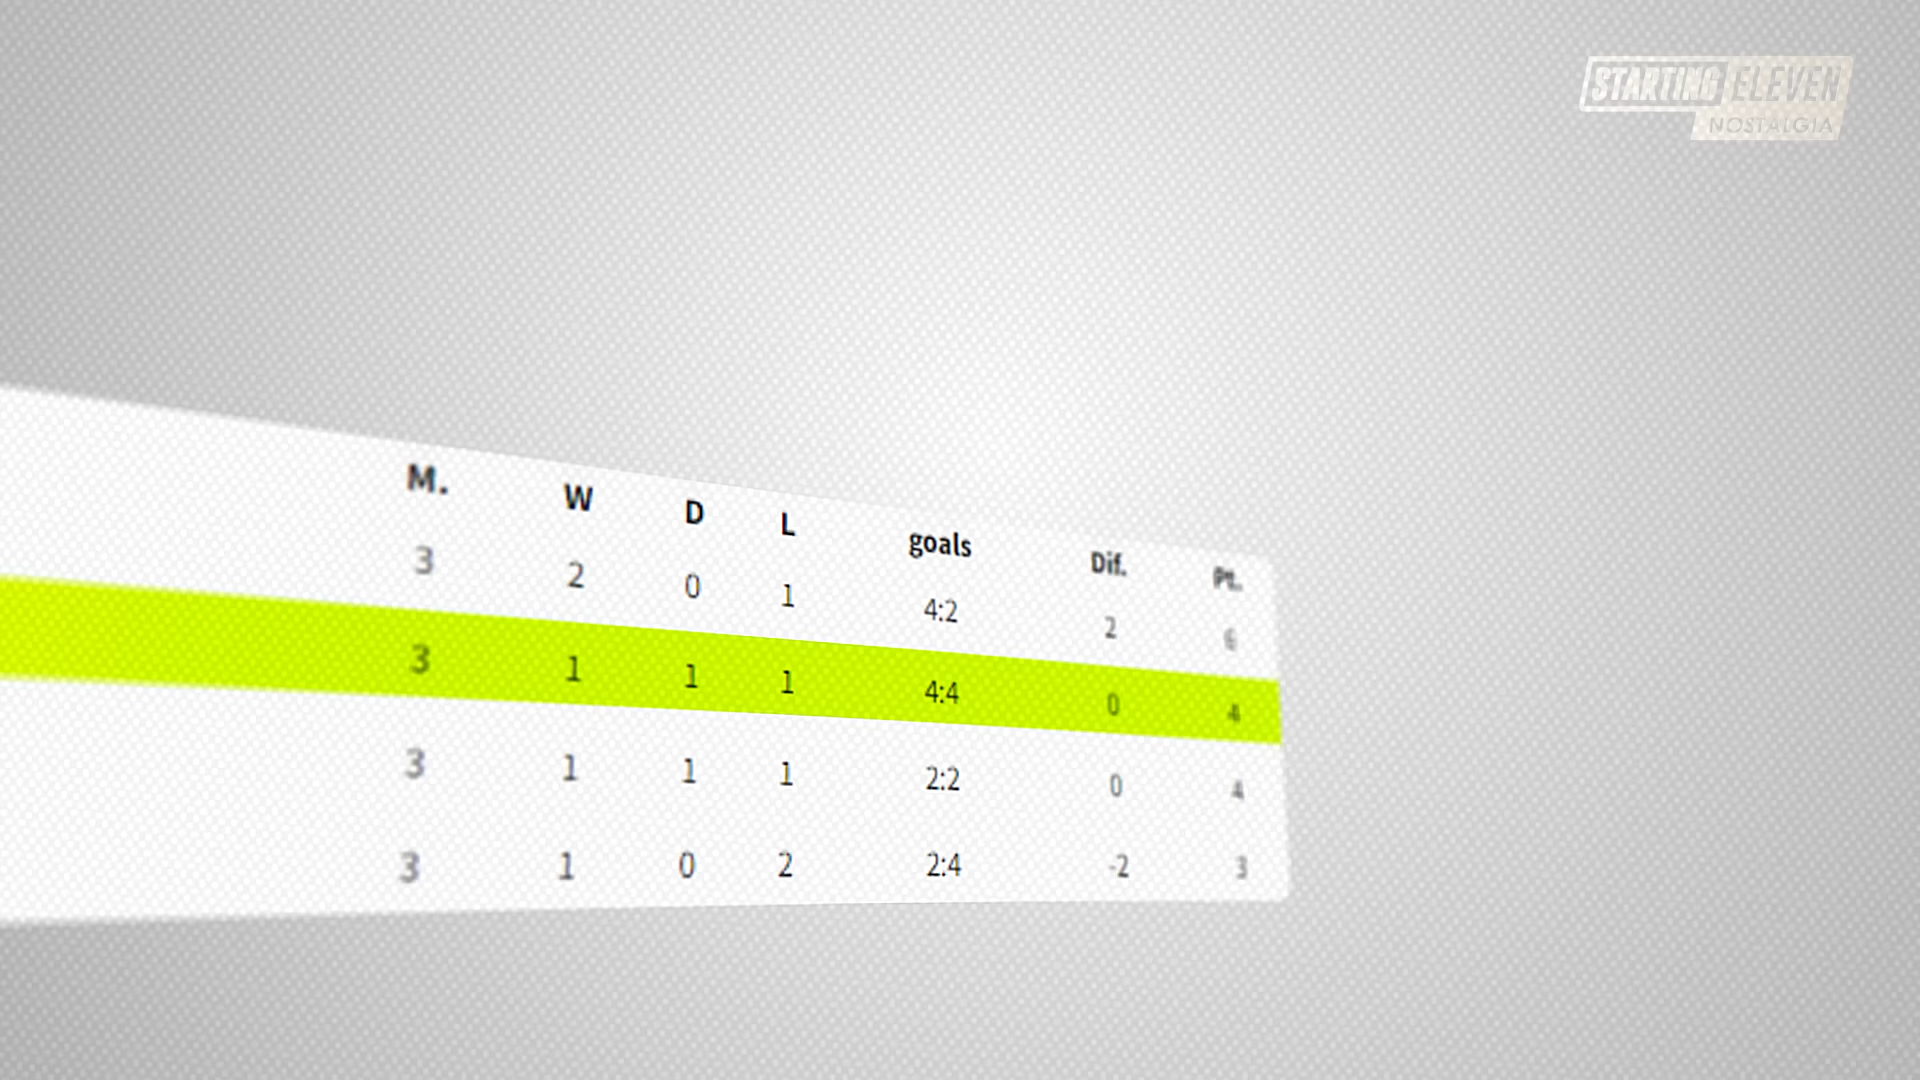 STARTING ELEVEN
NOSTALGIA
M. W D L goals Dif. Pt.
3 2 0 1 4:2 2 6
3 1 1 1 4:4 0 4
3 1 1 1 2:2 0 4
3 1 0 2 2:4 -2 3